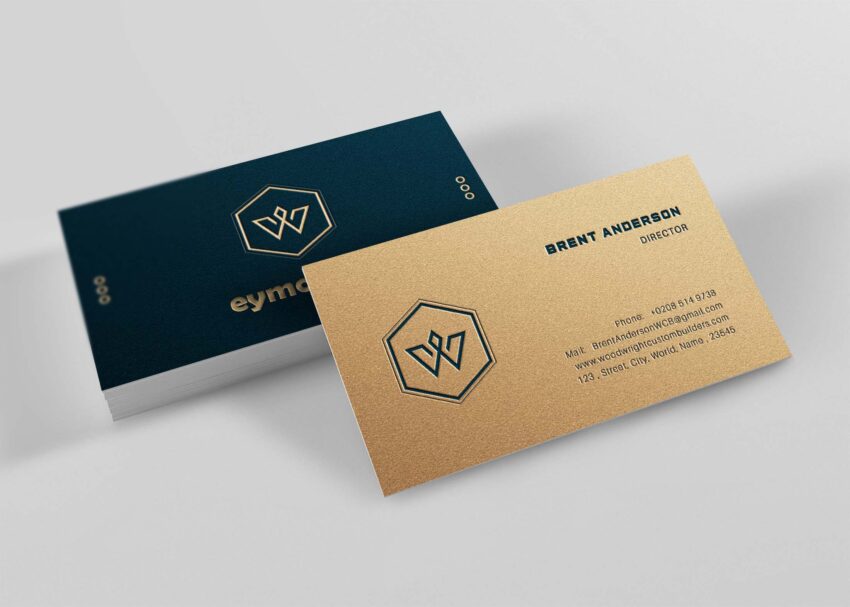 BRENT ANDERSON
DIRECTOR
Phone: +0208 514 9738
Mail: BrentAndersonWCB@gmail.com
www.woodwrightcustombuilders.com
123 , Street, City, World, Name , 23545